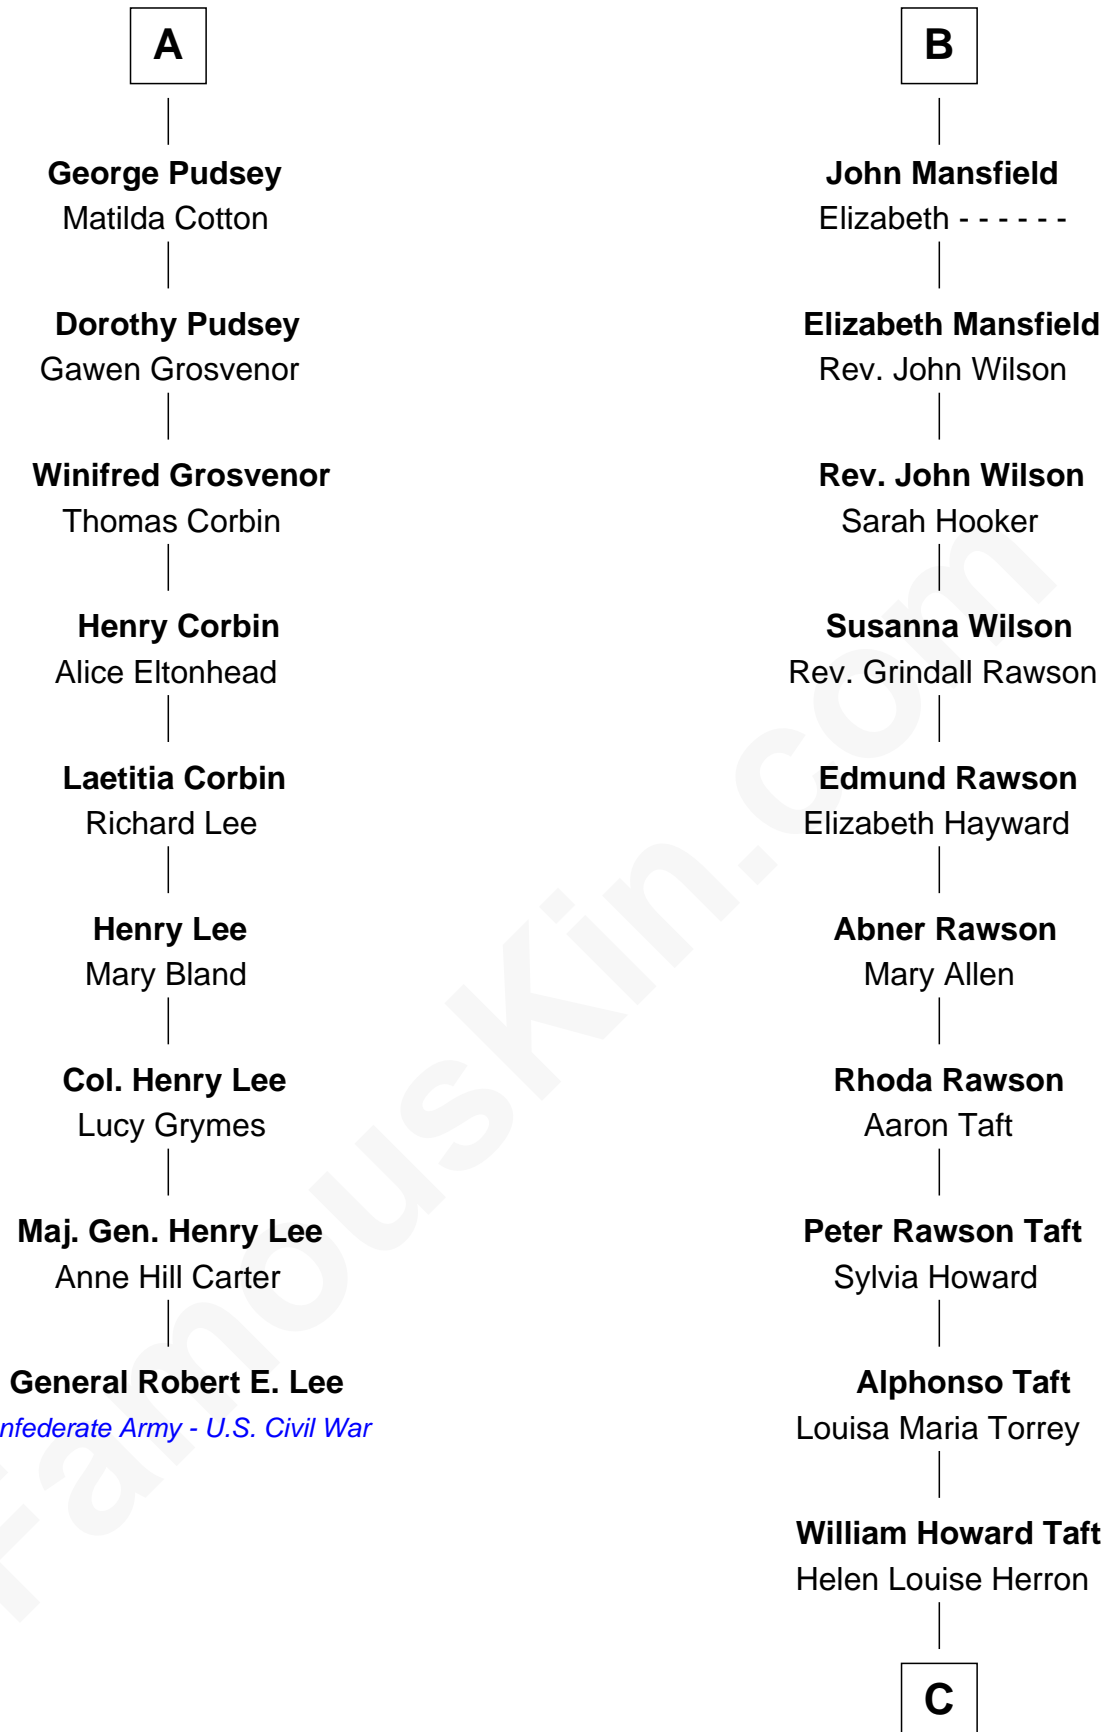 A
George Pudsey
Matilda Cotton
Dorothy Pudsey
Gawen Grosvenor
Winifred Grosvenor
Thomas Corbin
Henry Corbin
Alice Eltonhead
Laetitia Corbin
Richard Lee
Henry Lee
Mary Bland
Col. Henry Lee
Lucy Grymes
Maj. Gen. Henry Lee
Anne Hill Carter
General Robert E. Lee
nfederate Army - U.S. Civil War
B
John Mansfield
Elizabeth - - - - - -
Elizabeth Mansfield
Rev. John Wilson
Rev. John Wilson
Sarah Hooker
Susanna Wilson
Rev. Grindall Rawson
Edmund Rawson
Elizabeth Hayward
Abner Rawson
Mary Allen
Rhoda Rawson
Aaron Taft
Peter Rawson Taft
Sylvia Howard
Alphonso Taft
Louisa Maria Torrey
William Howard Taft
Helen Louise Herron
C
FamousKin.com